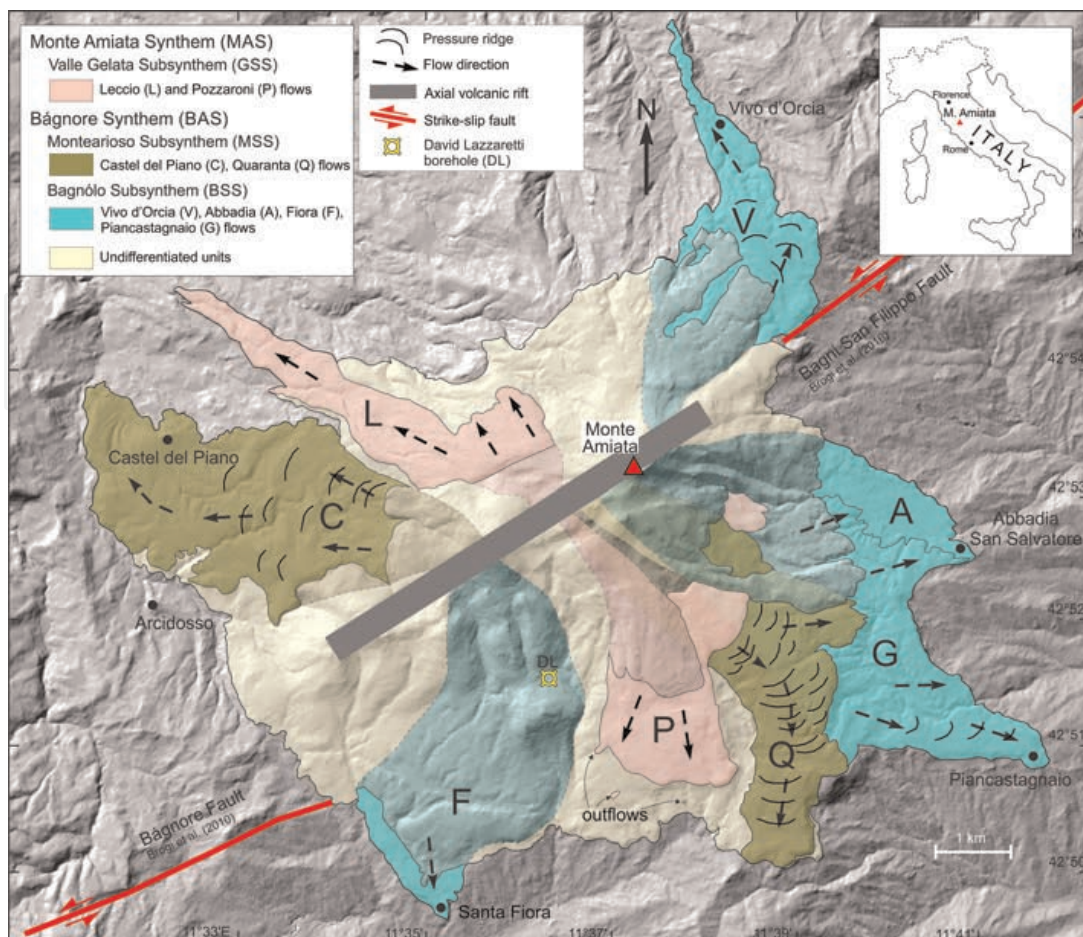 Monte Amiata Synthem (MAS)
Valle Gelata Subsynthem (GSS)
Leccio (L) and Pozzaroni (P) flows
Bágnore Synthem (BAS)
Montearioso Subsynthem (MSS)
Castel del Piano (C), Quaranta (Q) flows
Bagnólo Subsynthem (BSS)
Vivo d'Orcia (V), Abbadia (A), Fiora (F),
Piancastagnaio (G) flows
Undifferentiated units
Pressure ridge
Flow direction
Axial volcanic rift
Strike-slip fault
David Lazzaretti
borehole (DL)
N
Florence
M. Amiata
Rome
ITALY
Vivo d'Orcia
V
Bagni San Filippo Fault
Brogi et al. (2010)
42°54'
L
Monte
Amiata
Castel del Piano
C
42°53'
A
Abbadia
San Salvatore
Arcidosso
42°52'
DL
G
P
Q
42°51'
Piancastagnaio
F
outflows
Bágnore Fault
Brogi et al. (2010)
1 km
42°50'
Santa Fiora
11°33'E
11°35'
11°37'
11°39'
11°41'